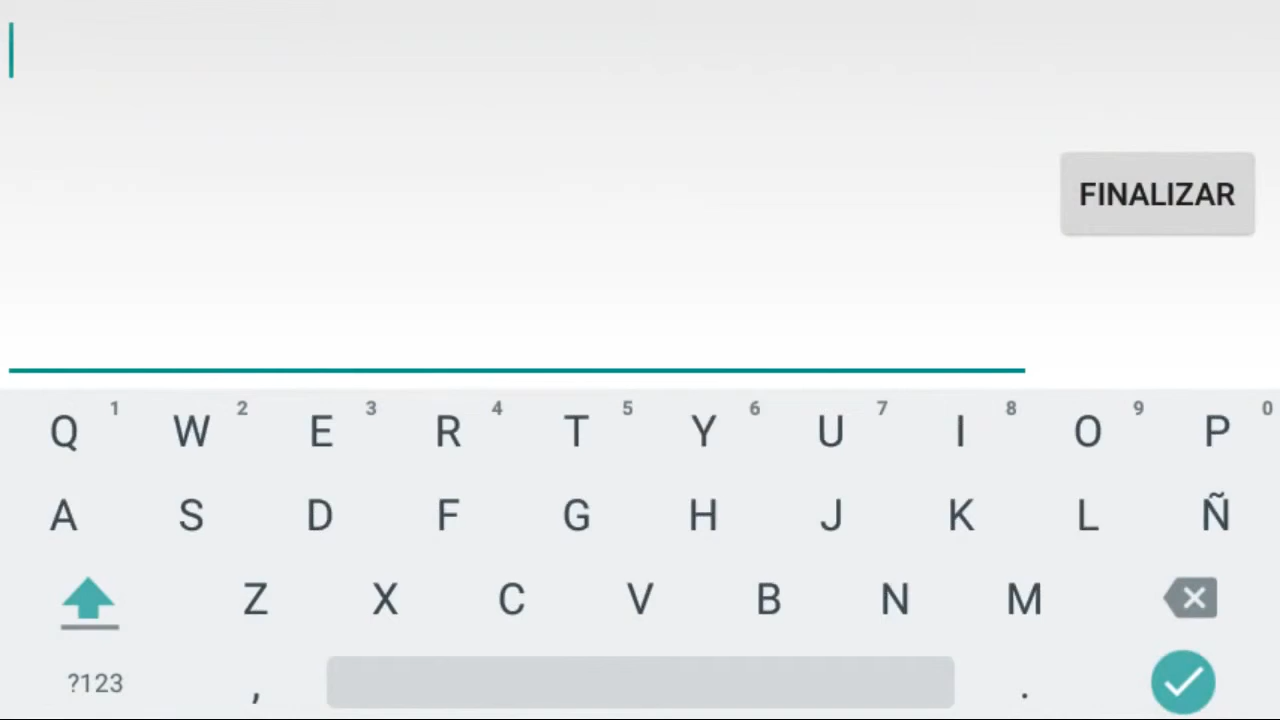 FINALIZAR
Q 1 W 2 E 3 R 4 T 5 Y 6 U 7 I 8 O 9 P 0
A S D F G H J K L Ñ
Z X C V B N M
?123 , .